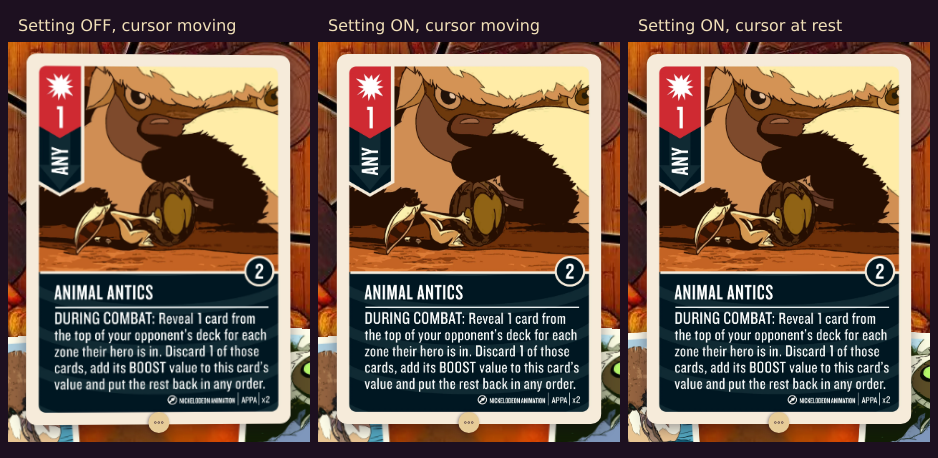 Setting OFF, cursor moving
1
ANY
2
ANIMAL ANTICS
DURING COMBAT: Reveal 1 card from
the top of your opponent's deck for each
zone their hero is in. Discard 1 of those
cards, add its BOOST value to this card's
value and put the rest back in any order.
NICKELODEON ANIMATION | APPA | x2
Setting ON, cursor moving
1
ANY
2
ANIMAL ANTICS
DURING COMBAT: Reveal 1 card from
the top of your opponent's deck for each
zone their hero is in. Discard 1 of those
cards, add its BOOST value to this card's
value and put the rest back in any order.
NICKELODEON ANIMATION | APPA | x2
Setting ON, cursor at rest
1
ANY
2
ANIMAL ANTICS
DURING COMBAT: Reveal 1 card from
the top of your opponent's deck for each
zone their hero is in. Discard 1 of those
cards, add its BOOST value to this card's
value and put the rest back in any order.
NICKELODEON ANIMATION | APPA | x2